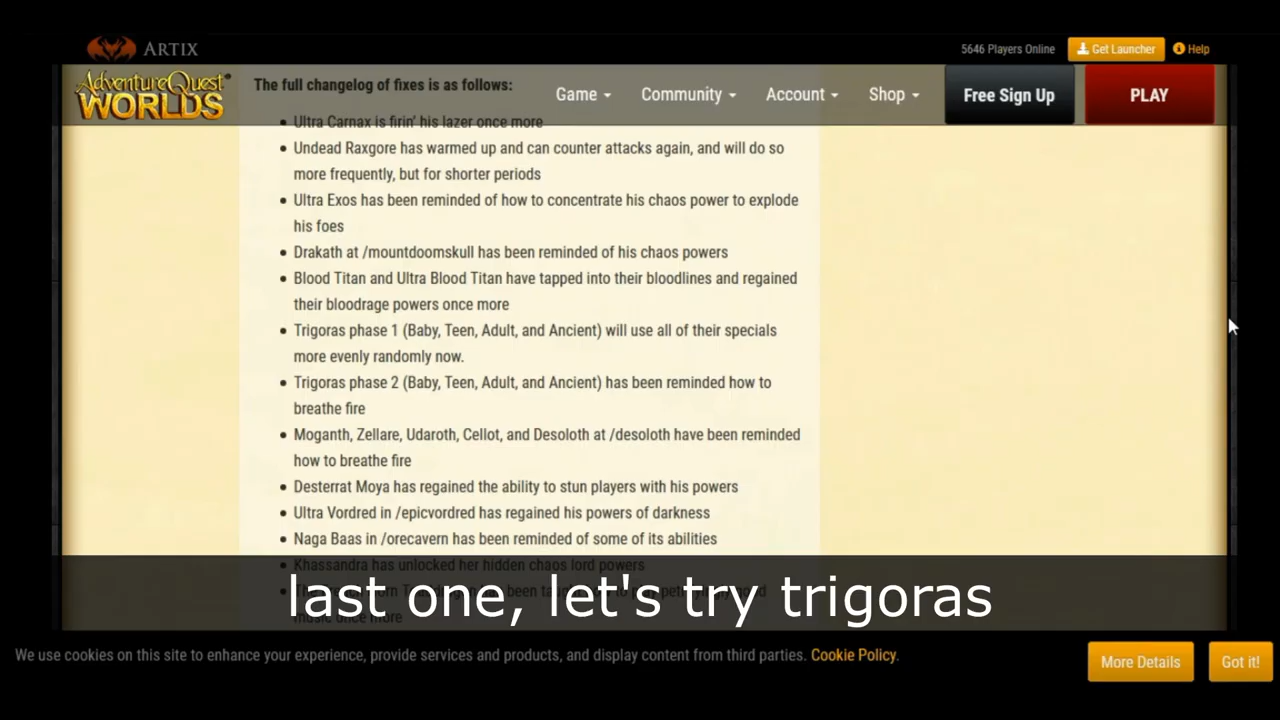 ARTIX
5646 Players Online
Get Launcher
Help
AdventureQuest
WORLDS
Game
Community
Account
Shop
Free Sign Up
PLAY
The full changelog of fixes is as follows:
Ultra Carnax is firin' his lazer once more
Undead Raxgore has warmed up and can counter attacks again, and will do so
more frequently, but for shorter periods
Ultra Exos has been reminded of how to concentrate his chaos power to explode
his foes
Drakath at /mountdoomskull has been reminded of his chaos powers
Blood Titan and Ultra Blood Titan have tapped into their bloodlines and regained
their bloodrage powers once more
Trigoras phase 1 (Baby, Teen, Adult, and Ancient) will use all of their specials
more evenly randomly now.
Trigoras phase 2 (Baby, Teen, Adult, and Ancient) has been reminded how to
breathe fire
Moganth, Zellare, Udaroth, Cellot, and Desoloth at /desoloth have been reminded
how to breathe fire
Desterrat Moya has regained the ability to stun players with his powers
Ultra Vordred in /epicvordred has regained his powers of darkness
Naga Baas in /orecavern has been reminded of some of its abilities
Khassandra has unlocked her hidden chaos lord powers
music once more
last one, let's try trigoras
We use cookies on this site to enhance your experience, provide services and products, and display content from third parties. Cookie Policy.
More Details
Got it!